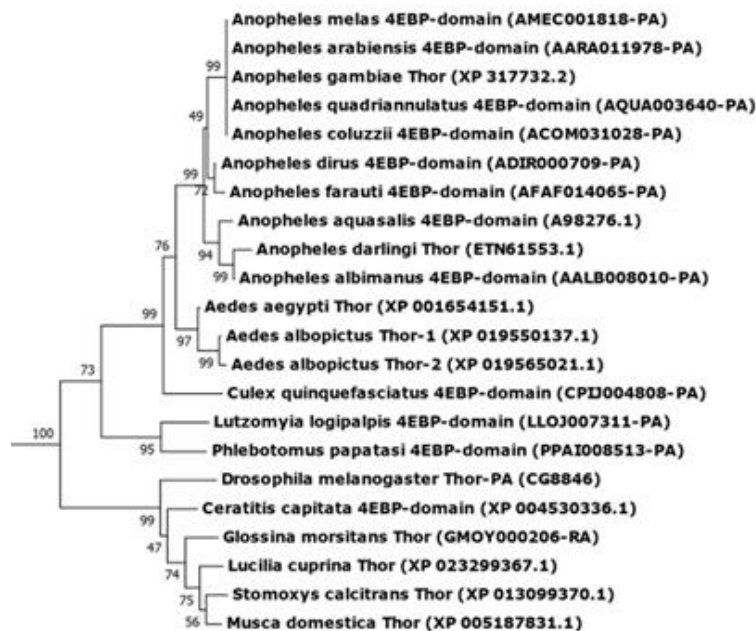 Anopheles melas 4EBP-domain (AMEC001818-PA)
Anopheles arabiensis 4EBP-domain (AARA011978-PA)
99
Anopheles gambiae Thor (XP 317732.2)
Anopheles quadriannulatus 4EBP-domain (AQUA003640-PA)
49
Anopheles coluzzii 4EBP-domain (ACOM031028-PA)
Anopheles dirus 4EBP-domain (ADIR000709-PA)
99
72
Anopheles farauti 4EBP-domain (AFAF014065-PA)
Anopheles aquasalis 4EBP-domain (A98276.1)
76
94
Anopheles darlingi Thor (ETN61553.1)
99
Anopheles albimanus 4EBP-domain (AALB008010-PA)
Aedes aegypti Thor (XP 001654151.1)
99
97
Aedes albopictus Thor-1 (XP 019550137.1)
99
Aedes albopictus Thor-2 (XP 019565021.1)
73
Culex quinquefasciatus 4EBP-domain (CPIJ004808-PA)
Lutzomyia logipalpis 4EBP-domain (LLOJ007311-PA)
100
95
Phlebotomus papatasi 4EBP-domain (PPAI008513-PA)
Drosophila melanogaster Thor-PA (CG8846)
99
Ceratitis capitata 4EBP-domain (XP 004530336.1)
47
Glossina morsitans Thor (GMOY000206-RA)
74
Lucilia cuprina Thor (XP 023299367.1)
75
Stomoxys calcitrans Thor (XP 013099370.1)
56
Musca domestica Thor (XP 005187831.1)